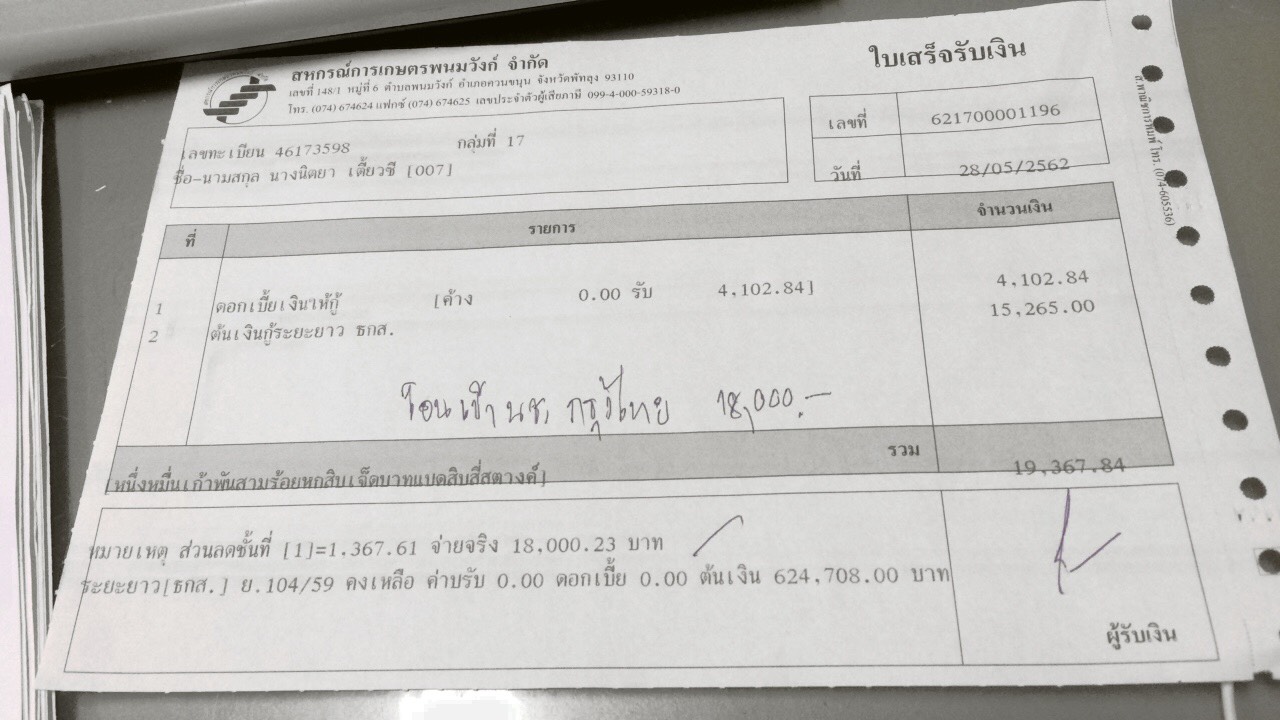 สหกรณ์การเกษตรพนมวังก์ จำกัด
เลขที่ 148/1 หมู่ที่ 6 ตำบลพนมวังก์ อำเภอควนขนุน จังหวัดพัทลุง 93110
โทร. (074) 674624 แฟกซ์ (074) 674625 เลขประจำตัวผู้เสียภาษี 099-4-000-59318-0
ใบเสร็จรับเงิน
เลขที่ 621700001196
วันที่ 28/05/2562
เลขทะเบียน 46173598 กลุ่มที่ 17
ชื่อ-นามสกุล นางนิตยา เตี้ยวซี [007]
ที่ รายการ จำนวนเงิน
1 ดอกเบี้ยเงินให้กู้ [ค้าง 0.00 รับ 4,102.84] 4,102.84
2 ต้นเงินกู้ระยะยาว ธกส. 15,265.00
โอนเข้า นช. กรุงไทย 18,000.-
รวม
[หนึ่งหมื่นเก้าพันสามร้อยหกสิบเจ็ดบาทแปดสิบสี่สตางค์] 19,367.84
หมายเหตุ ส่วนลดชั้นที่ [1]=1,367.61 จ่ายจริง 18,000.23 บาท
ระยะยาว[ธกส.] ย.104/59 คงเหลือ ค่าปรับ 0.00 ดอกเบี้ย 0.00 ต้นเงิน 624,708.00 บาท
ผู้รับเงิน